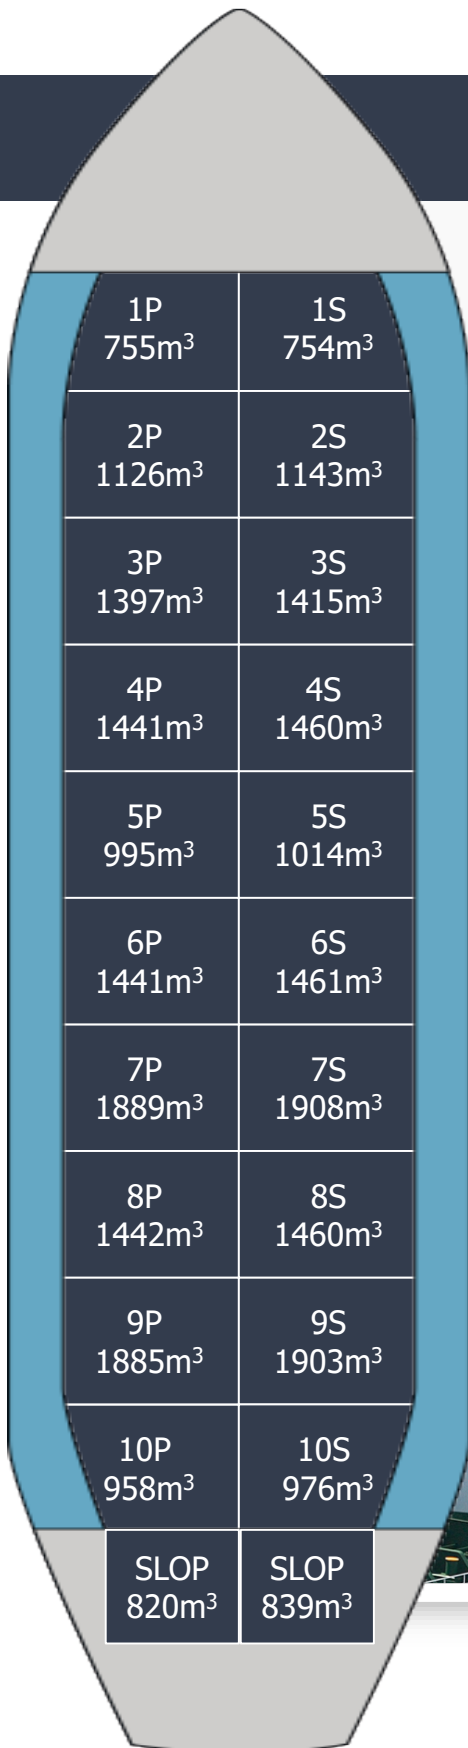 1P 1S
755m³ 754m³
2P 2S
1126m³ 1143m³
3P 3S
1397m³ 1415m³
4P 4S
1441m³ 1460m³
5P 5S
995m³ 1014m³
6P 6S
1441m³ 1461m³
7P 7S
1889m³ 1908m³
8P 8S
1442m³ 1460m³
9P 9S
1885m³ 1903m³
10P 10S
958m³ 976m³
SLOP SLOP
820m³ 839m³